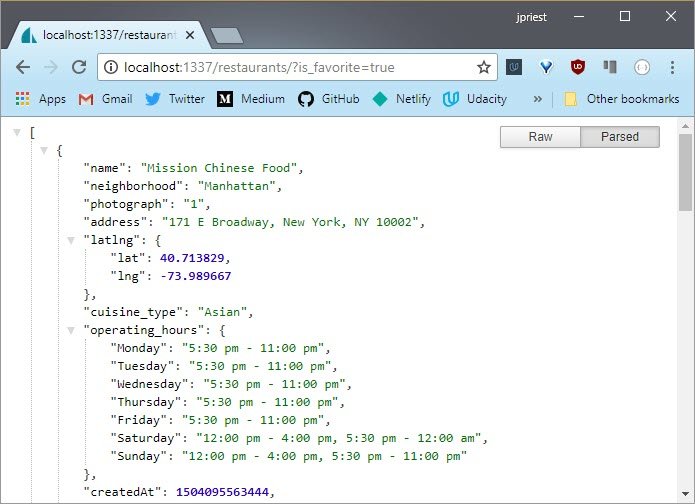 jpriest
localhost:1337/restaurant
localhost:1337/restaurants/?is_favorite=true
Apps Gmail Twitter Medium GitHub Netlify Udacity » Other bookmarks
Raw Parsed
[
{
"name": "Mission Chinese Food",
"neighborhood": "Manhattan",
"photograph": "1",
"address": "171 E Broadway, New York, NY 10002",
"latlng": {
"lat": 40.713829,
"lng": -73.989667
},
"cuisine_type": "Asian",
"operating_hours": {
"Monday": "5:30 pm - 11:00 pm",
"Tuesday": "5:30 pm - 11:00 pm",
"Wednesday": "5:30 pm - 11:00 pm",
"Thursday": "5:30 pm - 11:00 pm",
"Friday": "5:30 pm - 11:00 pm",
"Saturday": "12:00 pm - 4:00 pm, 5:30 pm - 12:00 am",
"Sunday": "12:00 pm - 4:00 pm, 5:30 pm - 11:00 pm"
},
"createdAt": 1504095563444,